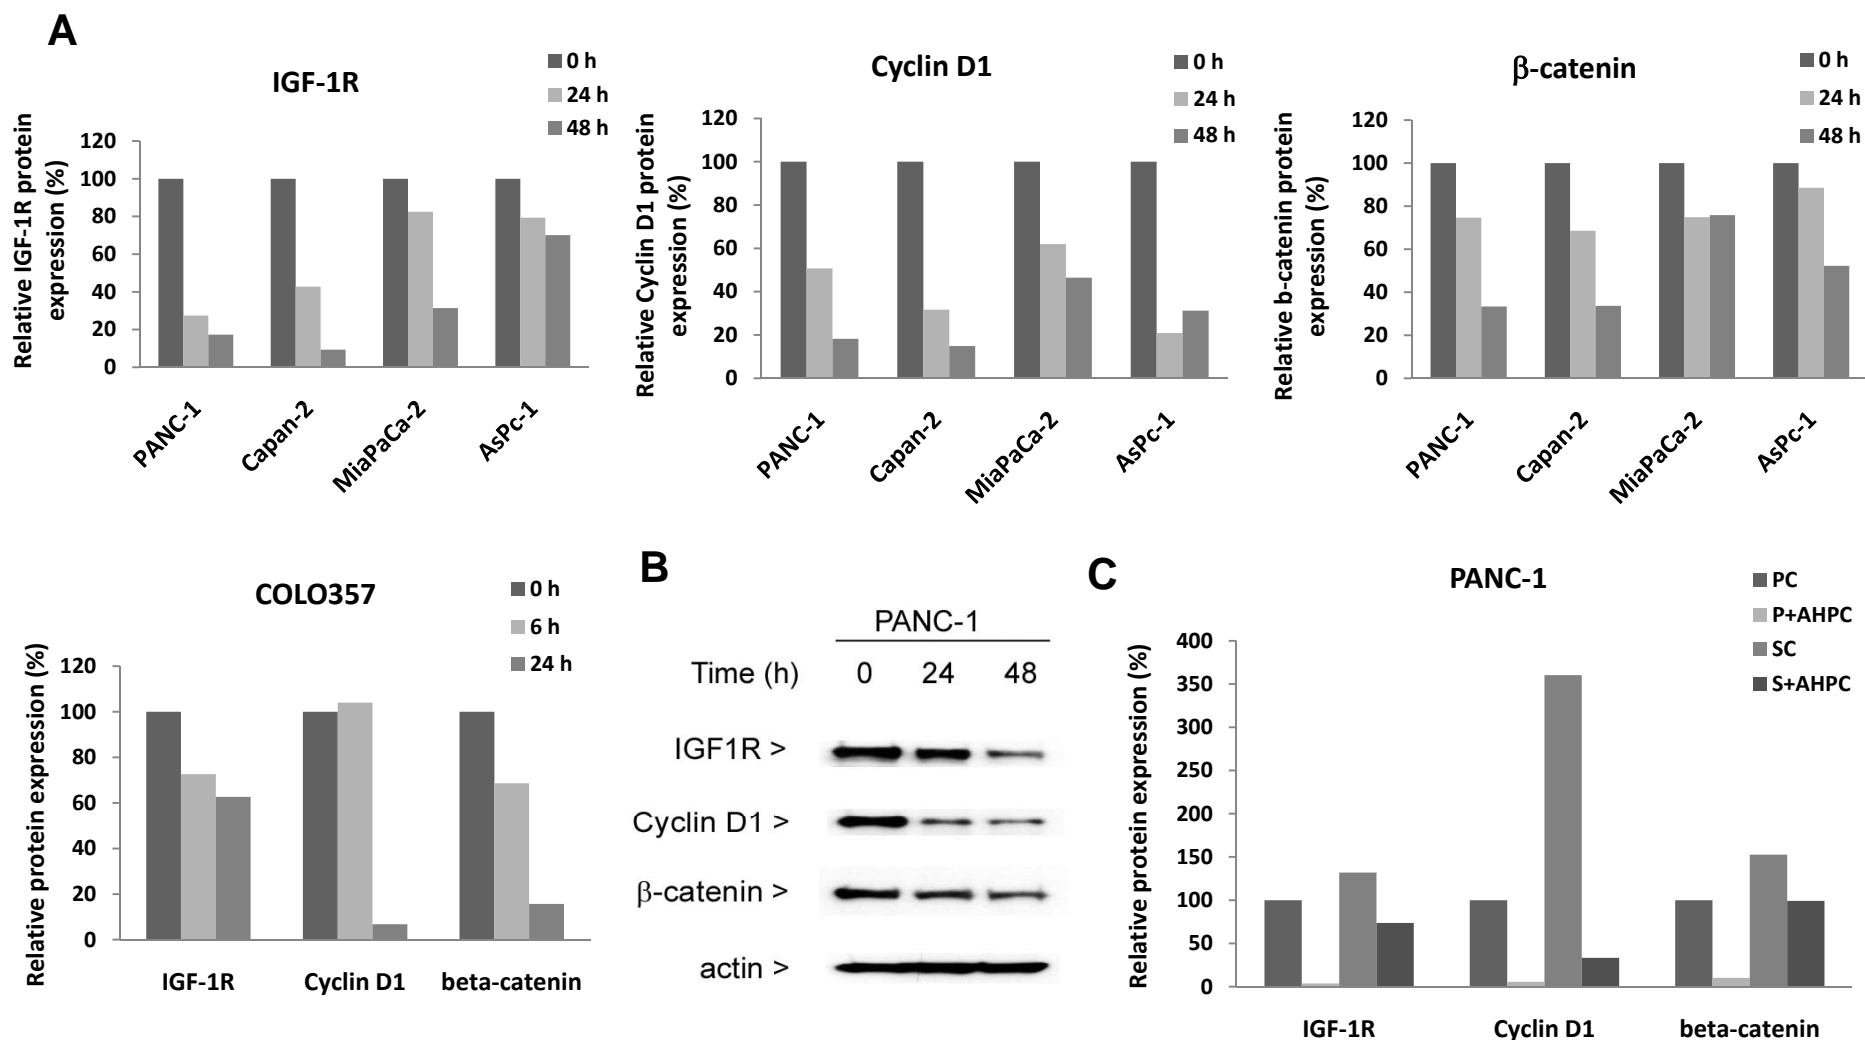 A
IGF-1R
0 h
24 h
48 h
Relative IGF-1R protein
expression (%)
120
100
80
60
40
20
0
PANC-1
Capan-2
MiaPaCa-2
AsPc-1
Cyclin D1
0 h
24 h
48 h
Relative Cyclin D1 protein
expression (%)
120
100
80
60
40
20
0
PANC-1
Capan-2
MiaPaCa-2
AsPc-1
β-catenin
0 h
24 h
48 h
Relative b-catenin protein
expression (%)
120
100
80
60
40
20
0
PANC-1
Capan-2
MiaPaCa-2
AsPc-1
COLO357
0 h
6 h
24 h
Relative protein expression (%)
120
100
80
60
40
20
0
IGF-1R
Cyclin D1
beta-catenin
B
PANC-1
Time (h) 0 24 48
IGF1R >
Cyclin D1 >
β-catenin >
actin >
C
PANC-1
PC
P+AHPC
SC
S+AHPC
Relative protein expression (%)
400
350
300
250
200
150
100
50
0
IGF-1R
Cyclin D1
beta-catenin